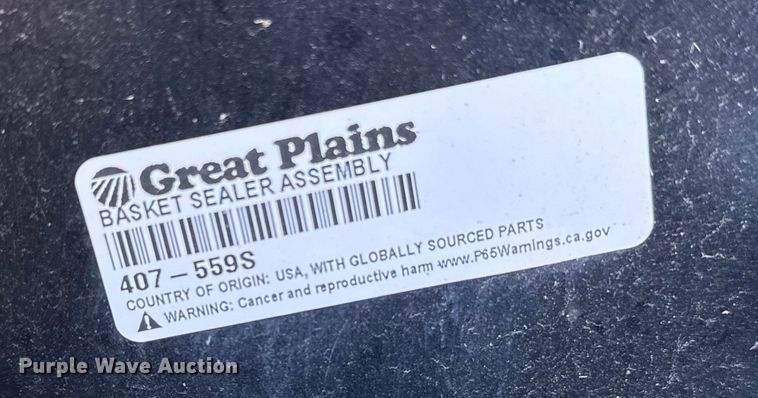 Great Plains
BASKET SEALER ASSEMBLY
407-559S
COUNTRY OF ORIGIN: USA, WITH GLOBALLY SOURCED PARTS
WARNING: Cancer and reproductive harm -www.P65Warnings.ca.gov
Purple Wave Auction